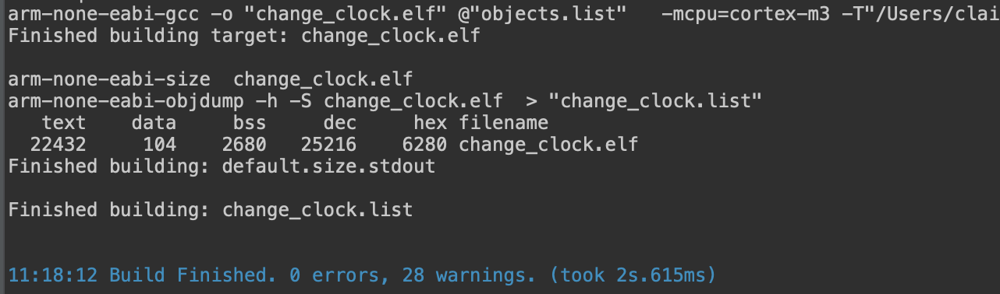 arm-none-eabi-gcc -o "change_clock.elf" @"objects.list"   -mcpu=cortex-m3 -T"/Users/clai
Finished building target: change_clock.elf
arm-none-eabi-size  change_clock.elf
arm-none-eabi-objdump -h -S change_clock.elf  > "change_clock.list"
   text    data     bss     dec     hex filename
  22432     104    2680   25216    6280 change_clock.elf
Finished building: default.size.stdout
Finished building: change_clock.list
11:18:12 Build Finished. 0 errors, 28 warnings. (took 2s.615ms)